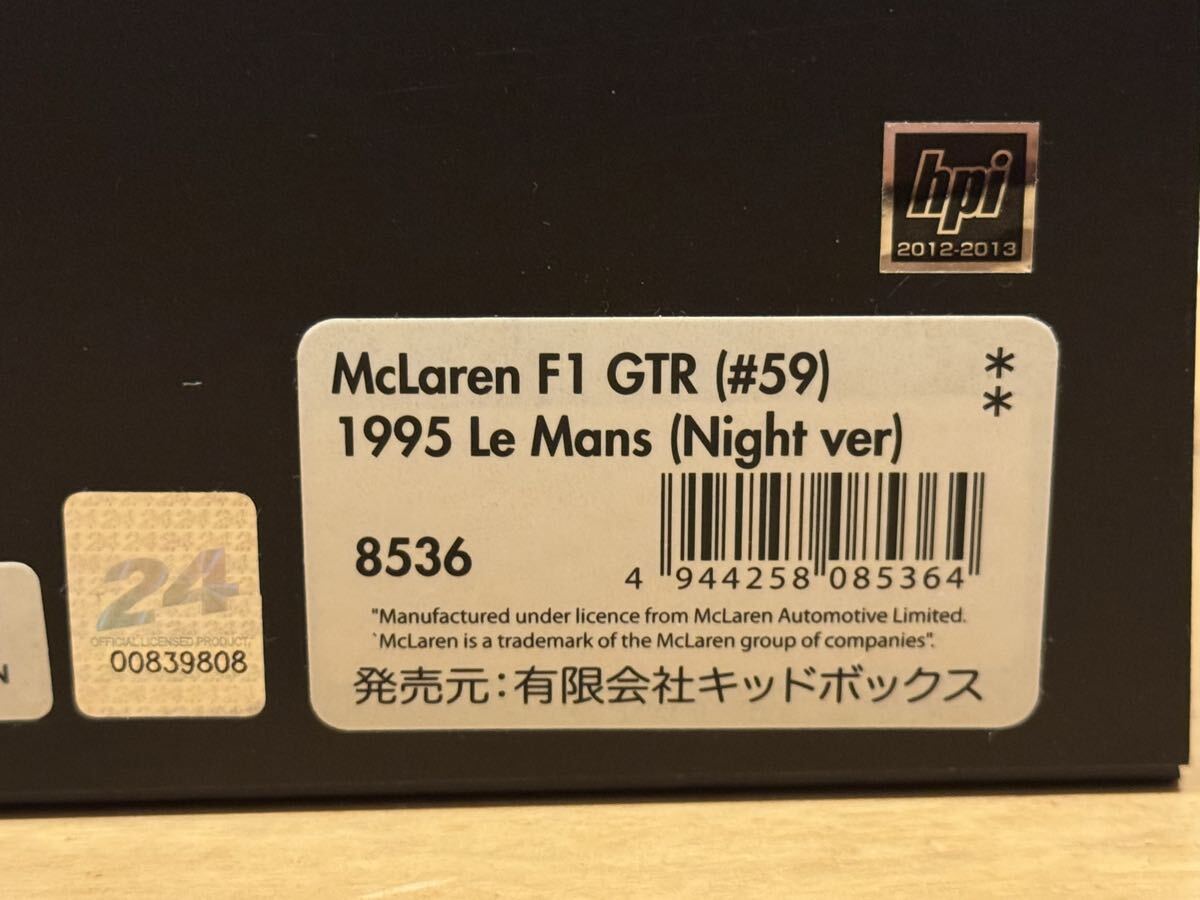 hpi
2012-2013
McLaren F1 GTR (#59)
1995 Le Mans (Night ver)
**
8536
4 944258 085364
"Manufactured under licence from McLaren Automotive Limited.
`McLaren is a trademark of the McLaren group of companies".
発売元:有限会社キッドボックス
24
OFFICIAL LICENSED PRODUCT
00839808
N